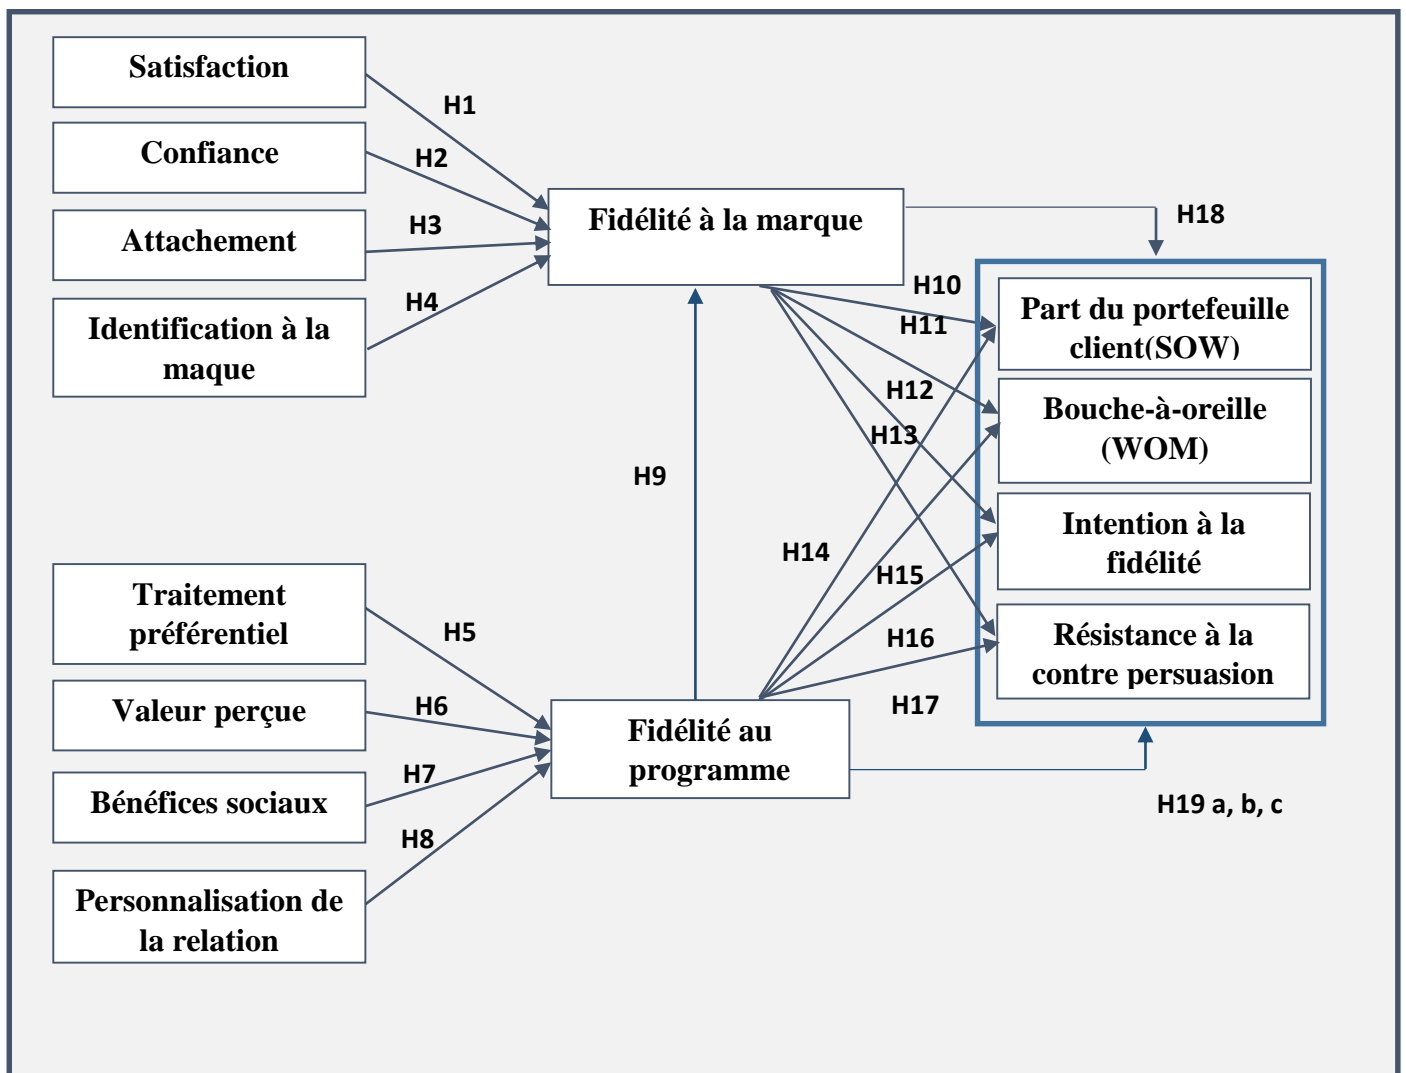 Satisfaction
H1
Confiance
H2
Attachement
H3
Identification à la
maque
H4
Fidélité à la marque
H18
H10
H11
H12
H13
Part du portefeuille
client(SOW)
Bouche-à-oreille
(WOM)
Intention à la
fidélité
Résistance à la
contre persuasion
H9
H14
H15
H16
H17
Traitement
préférentiel
H5
Valeur perçue
H6
Bénéfices sociaux
H7
Personnalisation de
la relation
H8
Fidélité au
programme
H19 a, b, c